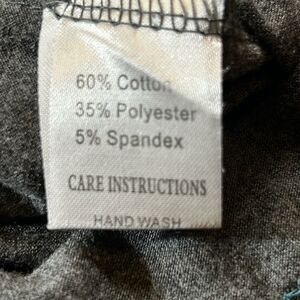 60% Cotton
35% Polyester
5% Spandex
CARE INSTRUCTIONS
HAND WASH